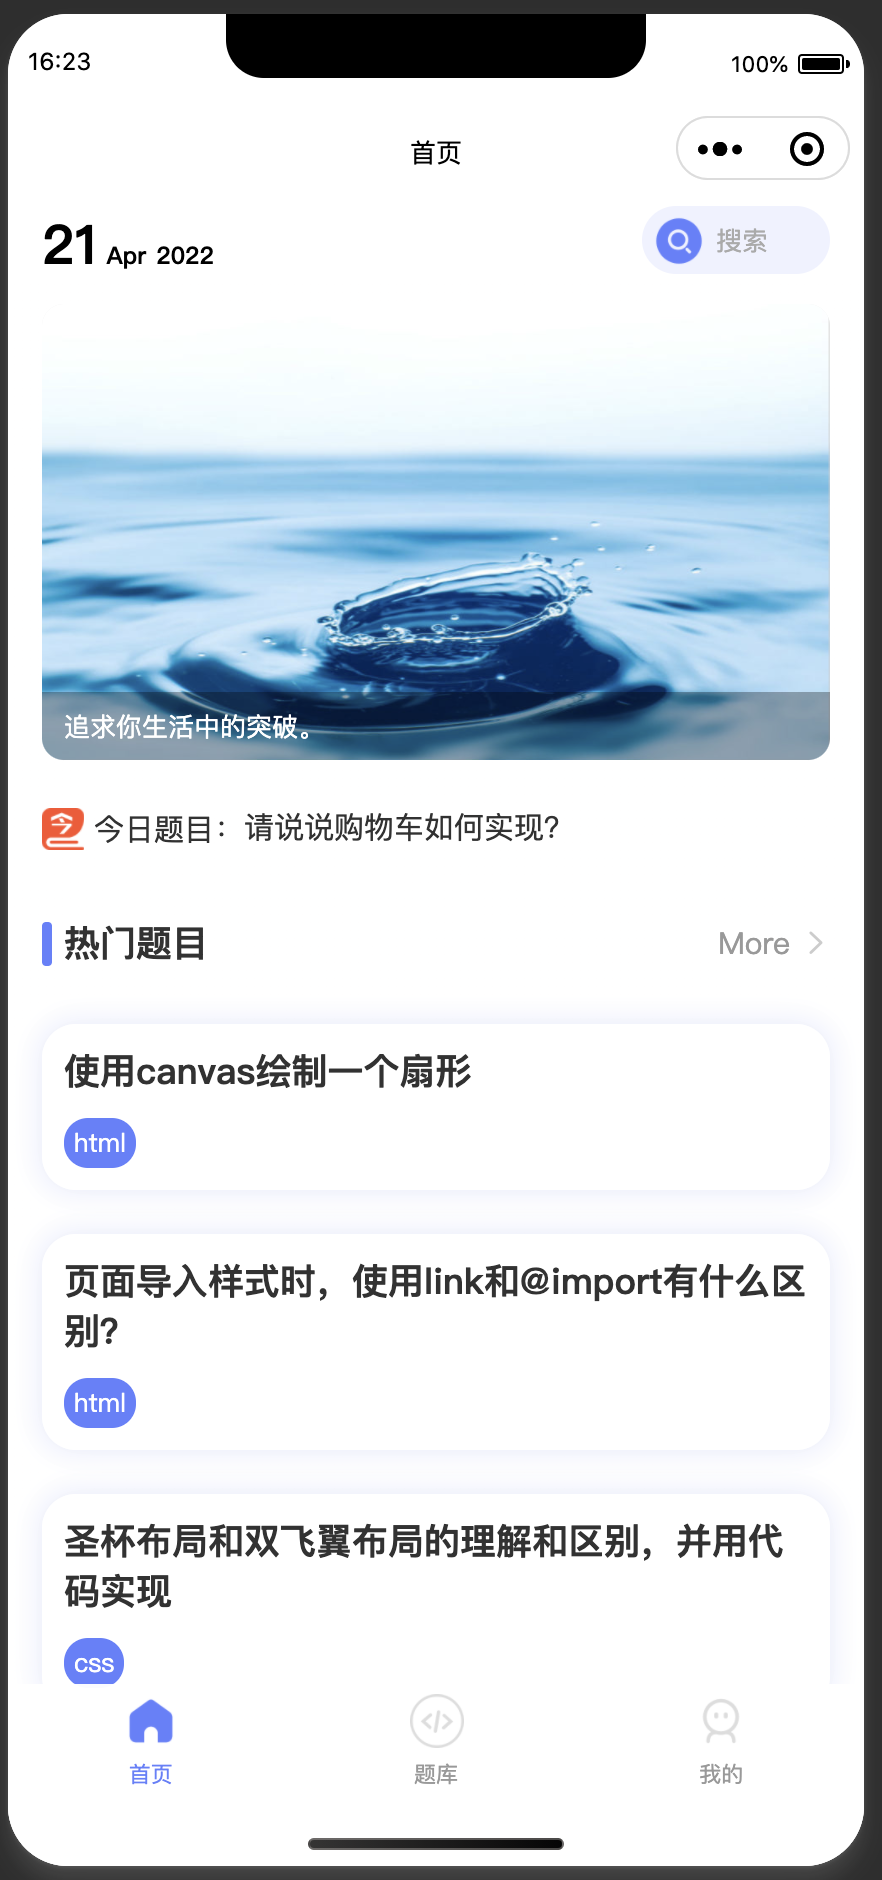 16:23
100%
首页
21 Apr 2022
搜索
追求你生活中的突破。
今
今日题目：请说说购物车如何实现？
热门题目
More
使用canvas绘制一个扇形
html
页面导入样式时，使用link和@import有什么区
别？
html
圣杯布局和双飞翼布局的理解和区别，并用代
码实现
css
</>
首页
题库
我的